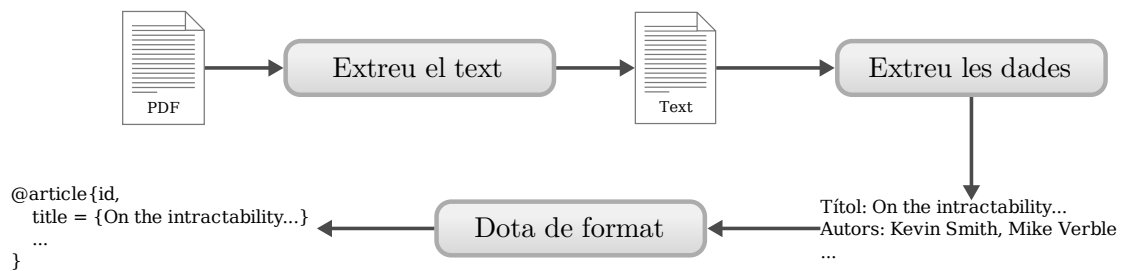 PDF
Extreu el text
Text
Extreu les dades
Títol: On the intractability...
Autors: Kevin Smith, Mike Verble
...
Dota de format
@article{id,
title = {On the intractability...}
...
}